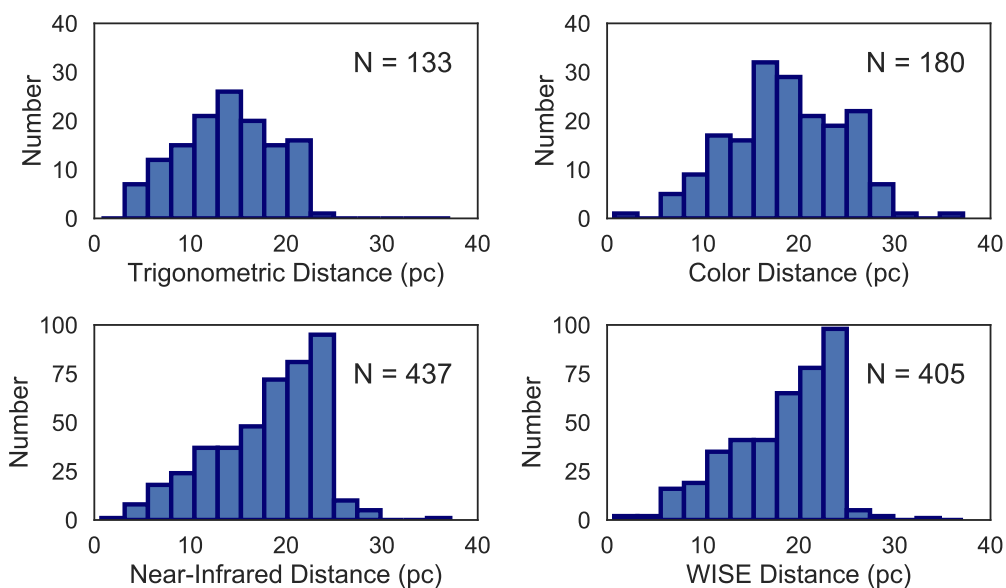 40
30
20
10
0
Number
N = 133
0 10 20 30 40
Trigonometric Distance (pc)
40
30
20
10
0
Number
N = 180
0 10 20 30 40
Color Distance (pc)
100
75
50
25
0
Number
N = 437
0 10 20 30 40
Near-Infrared Distance (pc)
100
75
50
25
0
Number
N = 405
0 10 20 30 40
WISE Distance (pc)